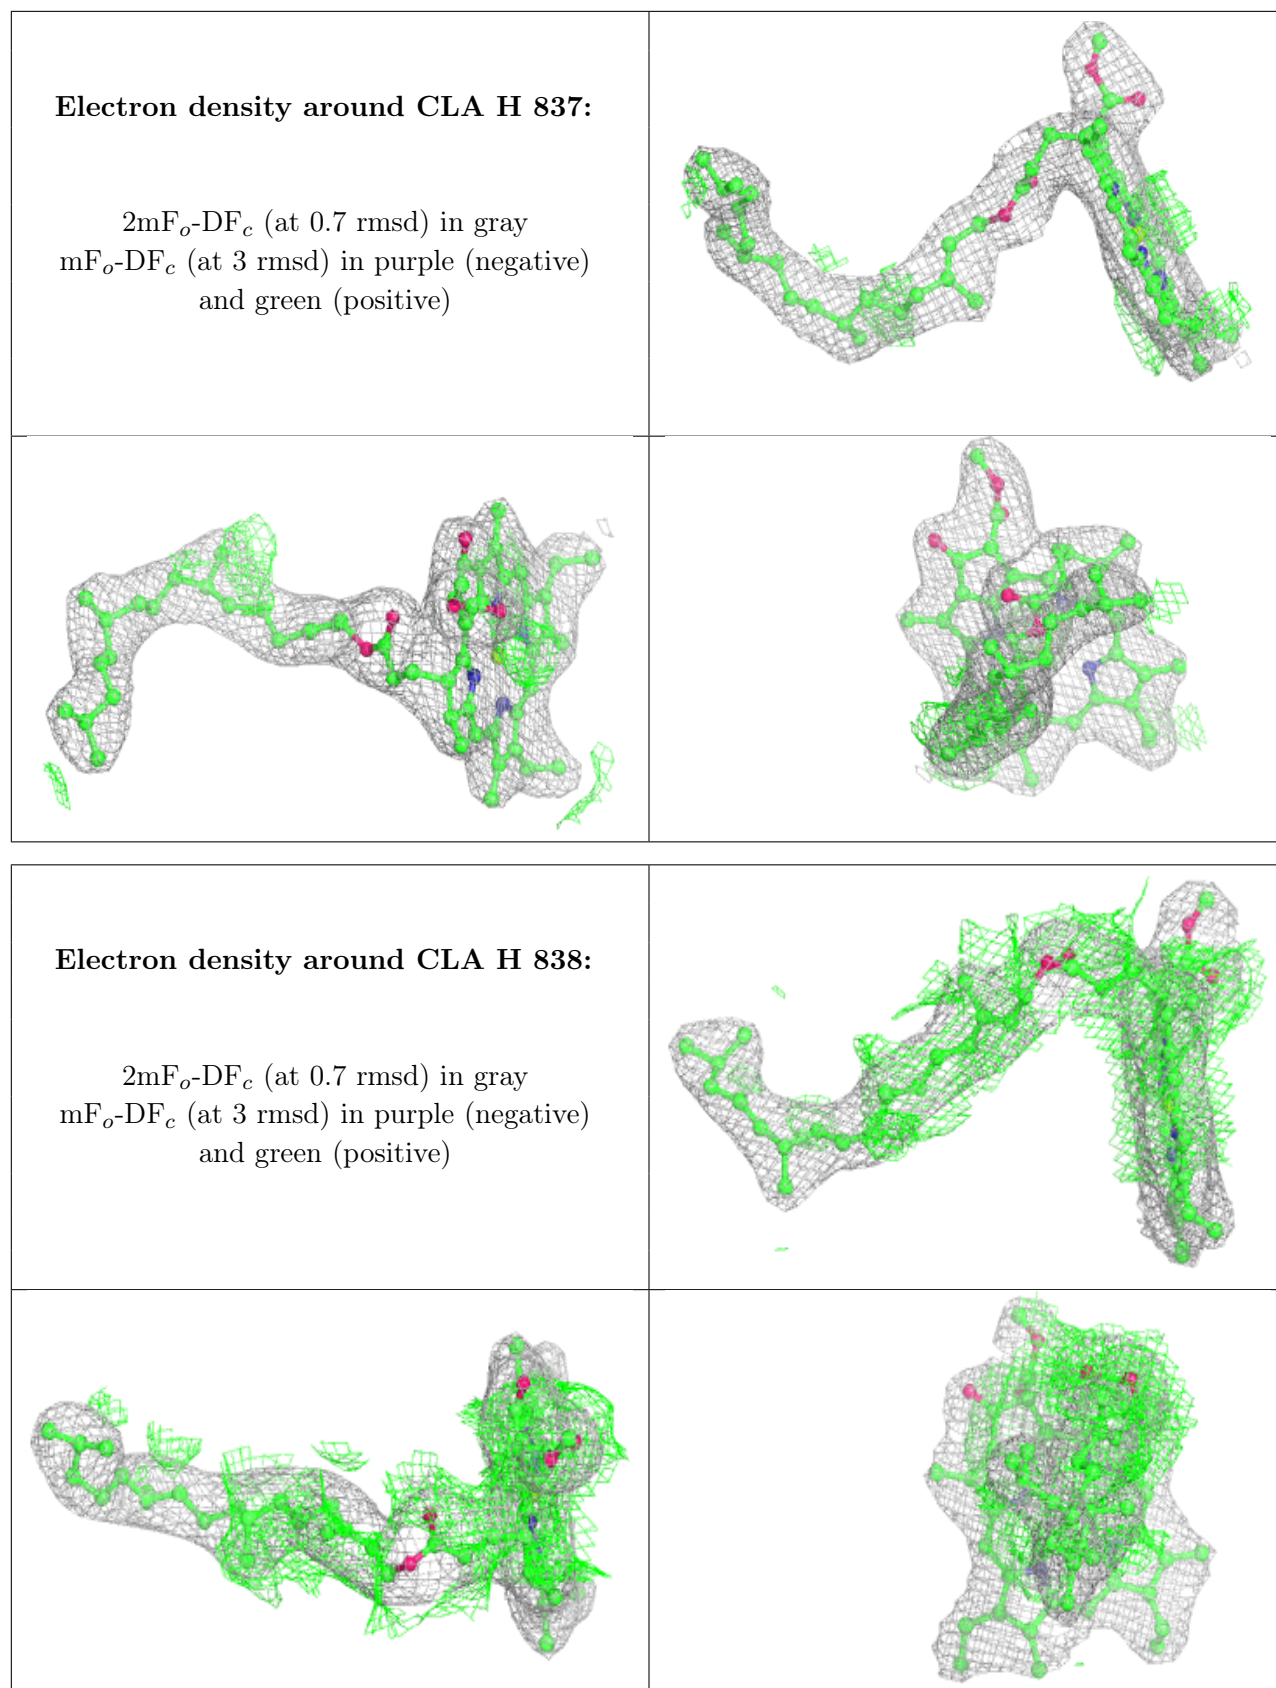 Electron density around CLA H 837:
2mFo-DFc (at 0.7 rmsd) in gray
mFo-DFc (at 3 rmsd) in purple (negative)
and green (positive)
Electron density around CLA H 838:
2mFo-DFc (at 0.7 rmsd) in gray
mFo-DFc (at 3 rmsd) in purple (negative)
and green (positive)